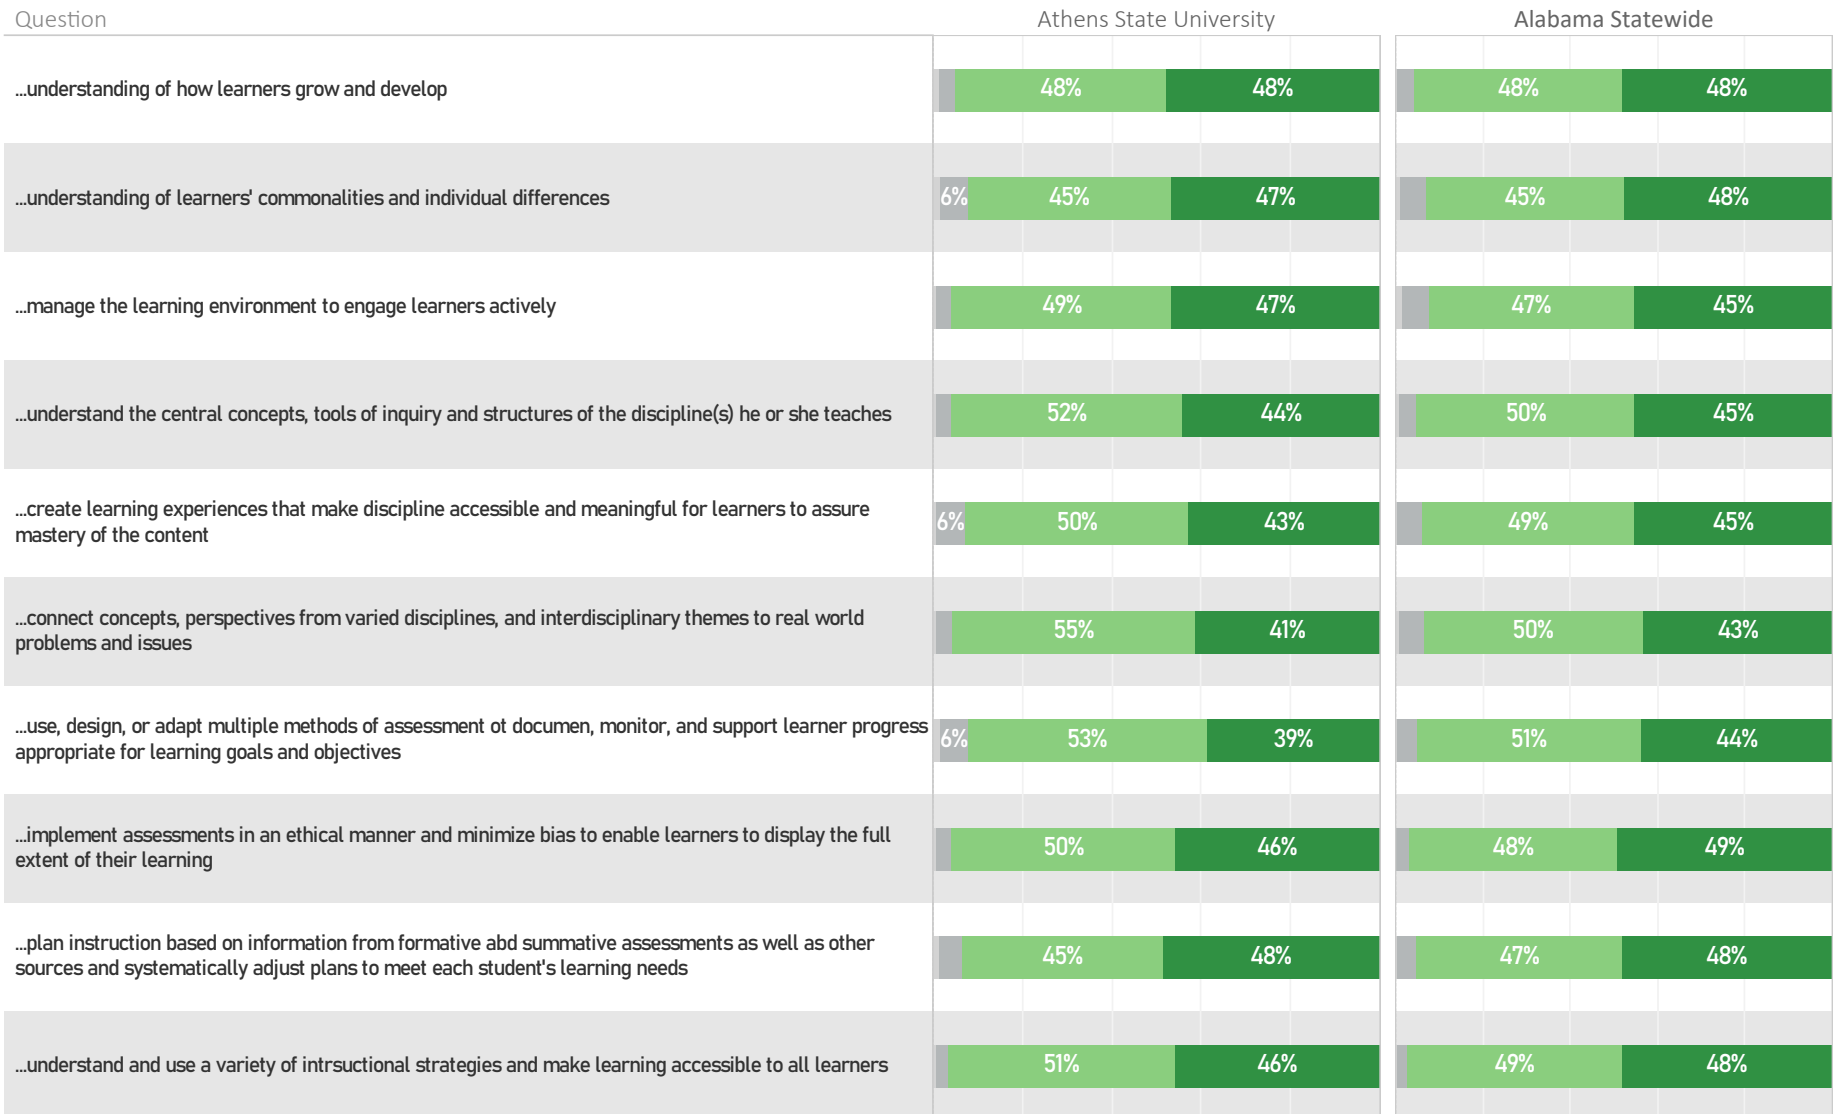 Question Athens State University Alabama Statewide
...understanding of how learners grow and develop 48% 48% 48% 48%
...understanding of learners' commonalities and individual differences 6% 45% 47% 45% 48%
...manage the learning environment to engage learners actively 49% 47% 47% 45%
...understand the central concepts, tools of inquiry and structures of the discipline(s) he or she teaches 52% 44% 50% 45%
...create learning experiences that make discipline accessible and meaningful for learners to assure
mastery of the content 6% 50% 43% 49% 45%
...connect concepts, perspectives from varied disciplines, and interdisciplinary themes to real world
problems and issues 55% 41% 50% 43%
...use, design, or adapt multiple methods of assessment ot documen, monitor, and support learner progress
appropriate for learning goals and objectives 6% 53% 39% 51% 44%
...implement assessments in an ethical manner and minimize bias to enable learners to display the full
extent of their learning 50% 46% 48% 49%
...plan instruction based on information from formative abd summative assessments as well as other
sources and systematically adjust plans to meet each student's learning needs 45% 48% 47% 48%
...understand and use a variety of intrsuctional strategies and make learning accessible to all learners 51% 46% 49% 48%